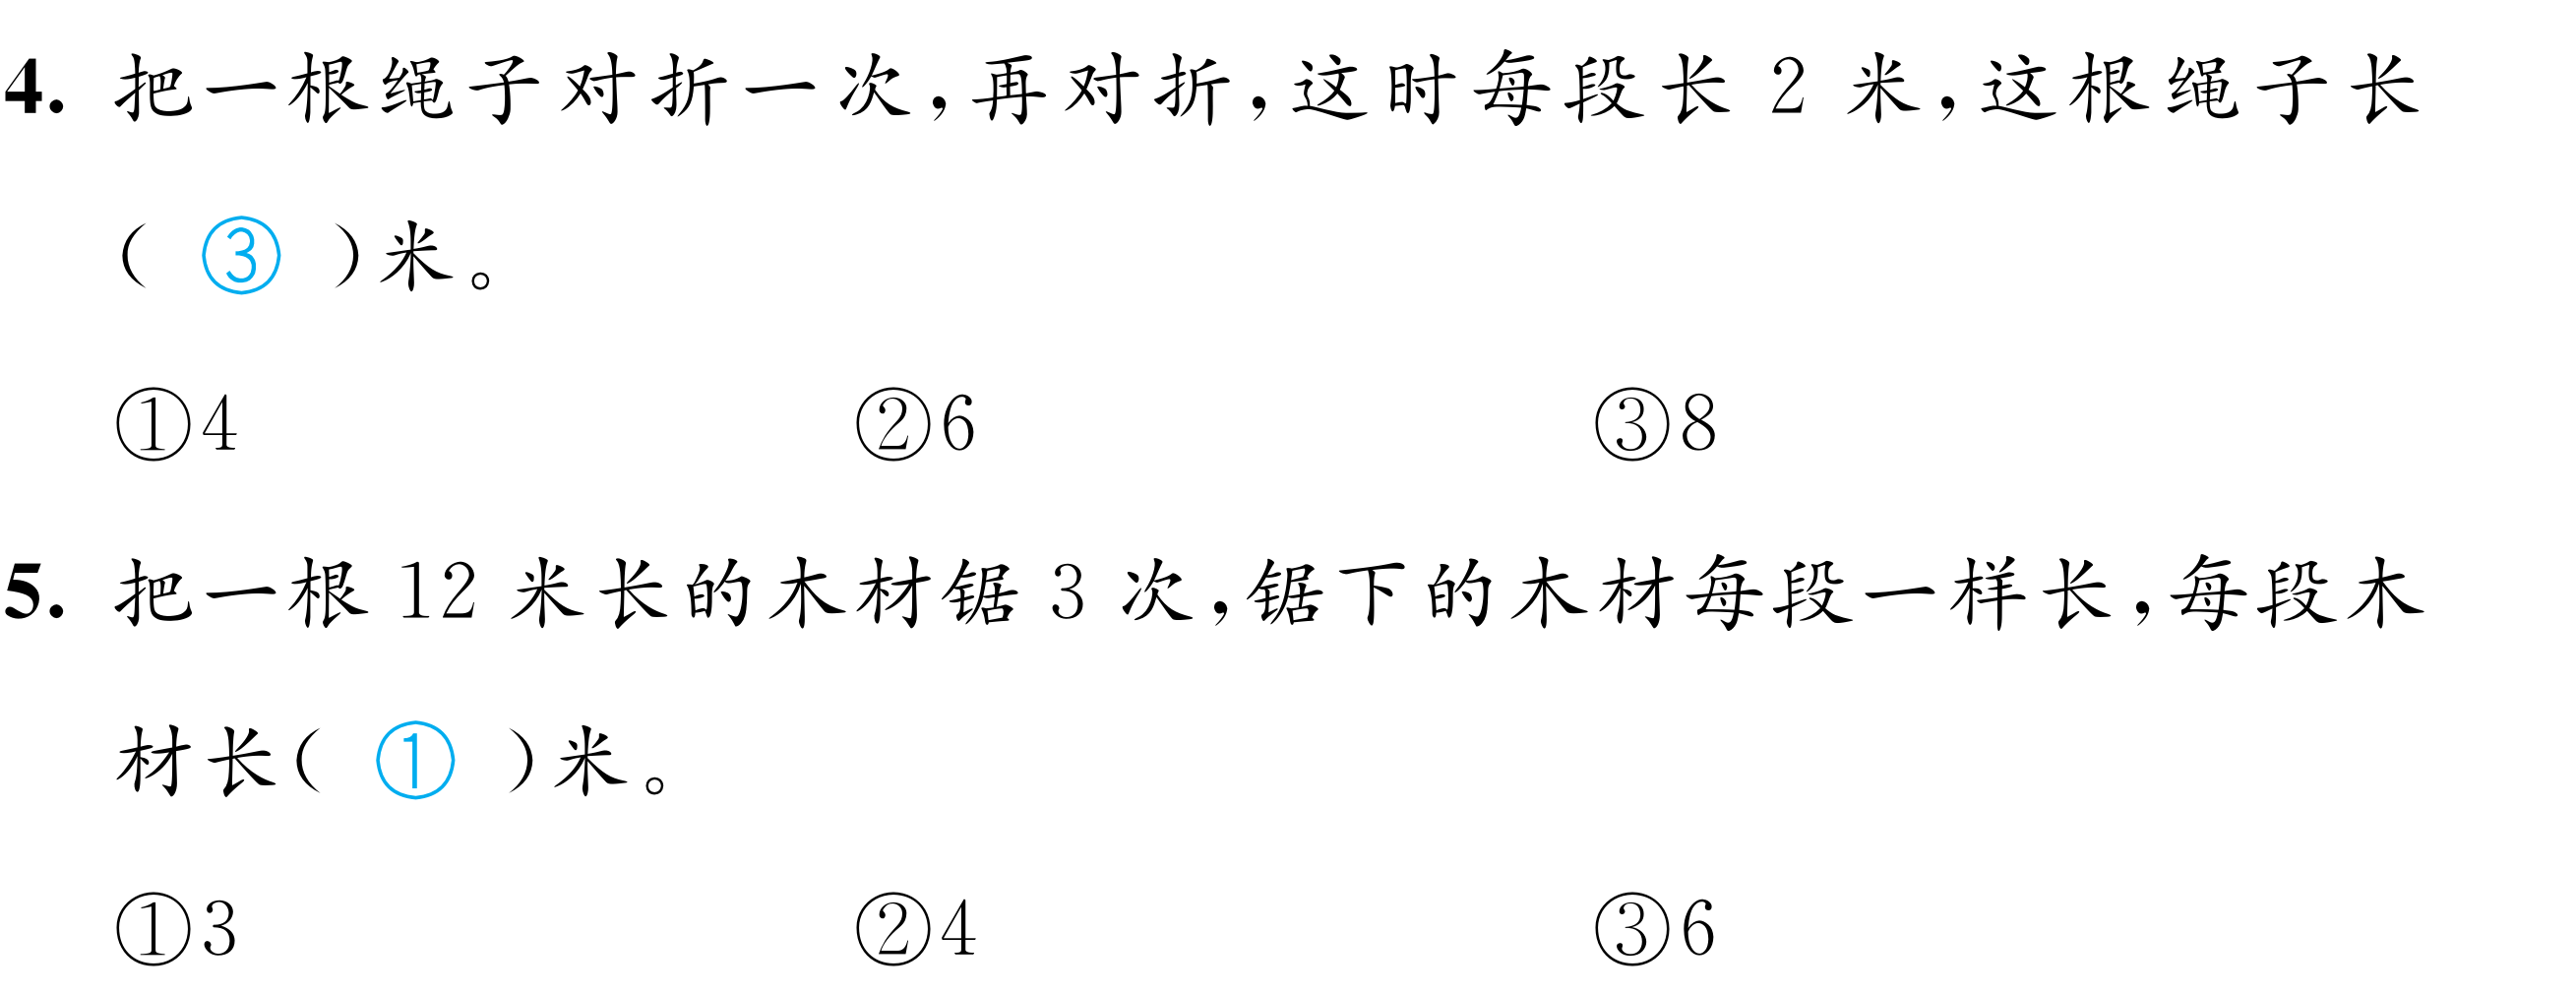 4. 把一根绳子对折一次,再对折,这时每段长 2 米,这根绳子长
( ③ )米。
①4 ②6 ③8
5. 把一根 12 米长的木材锯 3 次,锯下的木材每段一样长,每段木
材长( ① )米。
①3 ②4 ③6